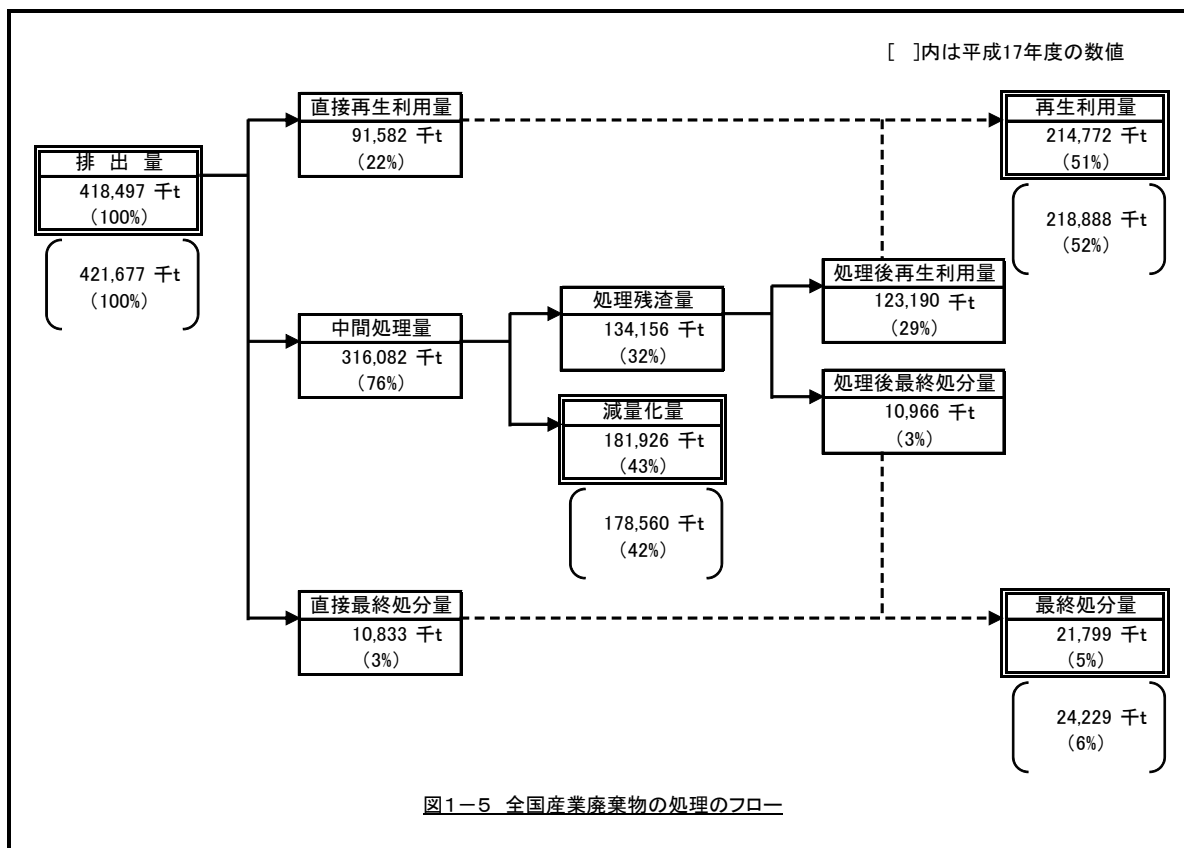 [ ]内は平成17年度の数値
排 出 量
418,497 千t
(100%)
421,677 千t
(100%)
直接再生利用量
91,582 千t
(22%)
中間処理量
316,082 千t
(76%)
直接最終処分量
10,833 千t
(3%)
処理残渣量
134,156 千t
(32%)
減量化量
181,926 千t
(43%)
178,560 千t
(42%)
処理後再生利用量
123,190 千t
(29%)
処理後最終処分量
10,966 千t
(3%)
再生利用量
214,772 千t
(51%)
218,888 千t
(52%)
最終処分量
21,799 千t
(5%)
24,229 千t
(6%)
図1-5 全国産業廃棄物の処理のフロー